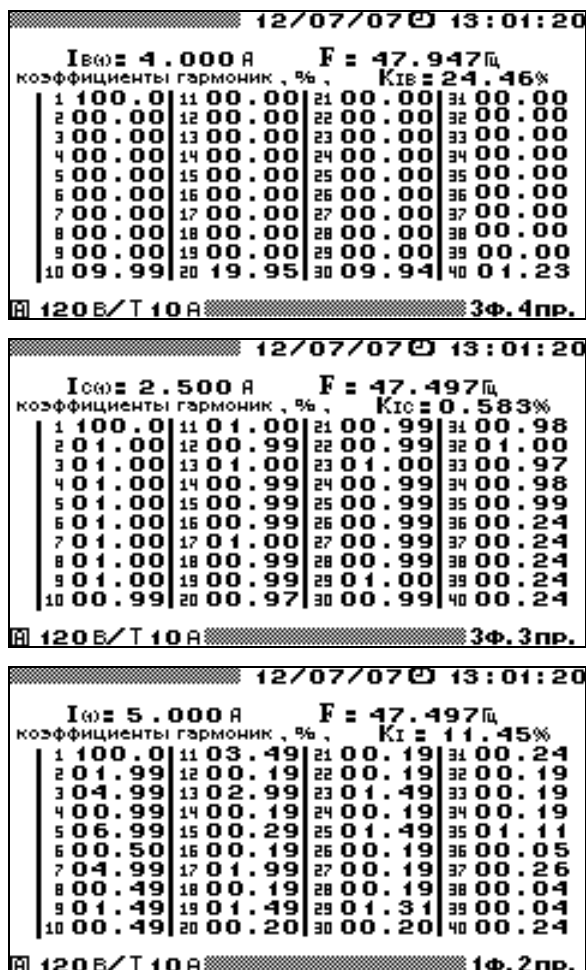 12/07/07 13:01:20
IB(ω)= 4.000 А F = 47.947Гц
коэффициенты гармоник, %, KIB=24.46%
1 100.0 11 00.00 21 00.00 31 00.00
2 00.00 12 00.00 22 00.00 32 00.00
3 00.00 13 00.00 23 00.00 33 00.00
4 00.00 14 00.00 24 00.00 34 00.00
5 00.00 15 00.00 25 00.00 35 00.00
6 00.00 16 00.00 26 00.00 36 00.00
7 00.00 17 00.00 27 00.00 37 00.00
8 00.00 18 00.00 28 00.00 38 00.00
9 00.00 19 00.00 29 00.00 39 00.00
10 09.99 20 19.95 30 09.94 40 01.23
А 120В/Т10А 3ф.4пр.
12/07/07 13:01:20
IC(ω)= 2.500 А F = 47.497Гц
коэффициенты гармоник, %, KIC=0.583%
1 100.0 11 01.00 21 00.99 31 00.98
2 01.00 12 00.99 22 00.99 32 01.00
3 01.00 13 01.00 23 01.00 33 00.97
4 01.00 14 00.99 24 00.99 34 00.98
5 01.00 15 00.99 25 00.99 35 00.99
6 01.00 16 00.99 26 00.99 36 00.24
7 01.00 17 01.00 27 00.99 37 00.24
8 01.00 18 00.99 28 00.99 38 00.24
9 01.00 19 00.99 29 01.00 39 00.24
10 00.99 20 00.97 30 00.99 40 00.24
А 120В/Т10А 3ф.3пр.
12/07/07 13:01:20
I(ω)= 5.000 А F = 47.497Гц
коэффициенты гармоник, %, KI = 11.45%
1 100.0 11 03.49 21 00.19 31 00.24
2 01.99 12 00.19 22 00.19 32 00.19
3 04.99 13 02.99 23 01.49 33 00.19
4 00.99 14 00.19 24 00.19 34 00.19
5 06.99 15 00.29 25 01.49 35 01.11
6 00.50 16 00.19 26 00.19 36 00.05
7 04.99 17 01.99 27 00.19 37 00.26
8 00.49 18 00.19 28 00.19 38 00.04
9 01.49 19 01.49 29 01.31 39 00.04
10 00.49 20 00.20 30 00.20 40 00.24
А 120В/Т10А 1ф.2пр.